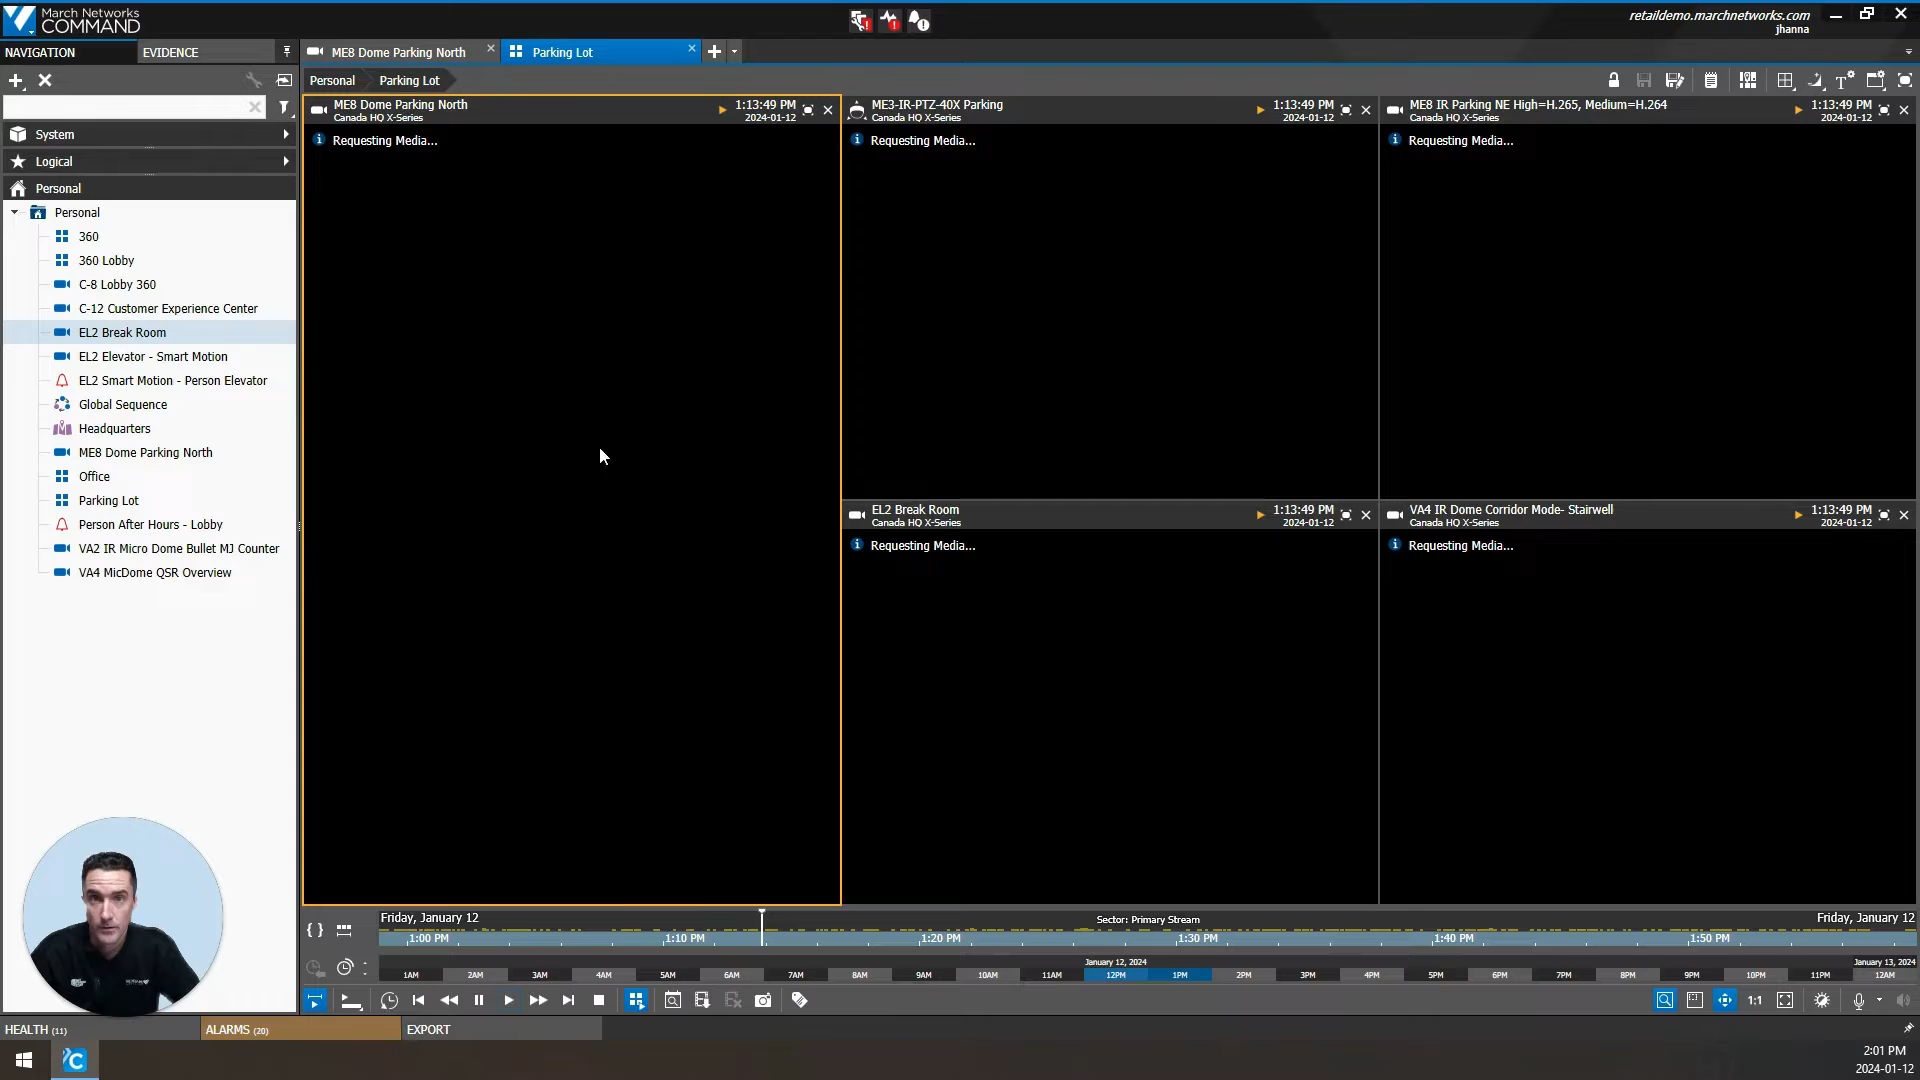 March Networks
COMMAND
retaildemo.marchnetworks.com
jhanna
NAVIGATION
EVIDENCE
ME8 Dome Parking North
Parking Lot
Personal
Parking Lot
System
Logical
Personal
Personal
360
360 Lobby
C-8 Lobby 360
C-12 Customer Experience Center
EL2 Break Room
EL2 Elevator - Smart Motion
EL2 Smart Motion - Person Elevator
Global Sequence
Headquarters
ME8 Dome Parking North
Office
Parking Lot
Person After Hours - Lobby
VA2 IR Micro Dome Bullet MJ Counter
VA4 MicDome QSR Overview
ME8 Dome Parking North
Canada HQ X-Series
1:13:49 PM
2024-01-12
Requesting Media...
ME3-IR-PTZ-40X Parking
Canada HQ X-Series
1:13:49 PM
2024-01-12
Requesting Media...
ME8 IR Parking NE High=H.265, Medium=H.264
Canada HQ X-Series
1:13:49 PM
2024-01-12
Requesting Media...
EL2 Break Room
Canada HQ X-Series
1:13:49 PM
2024-01-12
Requesting Media...
VA4 IR Dome Corridor Mode- Stairwell
Canada HQ X-Series
1:13:49 PM
2024-01-12
Requesting Media...
Friday, January 12
Sector: Primary Stream
Friday, January 12
1:00 PM 1:10 PM 1:20 PM 1:30 PM 1:40 PM 1:50 PM
January 12, 2024
January 13, 2024
1AM 2AM 3AM 4AM 5AM 6AM 7AM 8AM 9AM 10AM 11AM 12PM 1PM 2PM 3PM 4PM 5PM 6PM 7PM 8PM 9PM 10PM 11PM 12AM
1:1
HEALTH (11)
ALARMS (20)
EXPORT
2:01 PM
2024-01-12